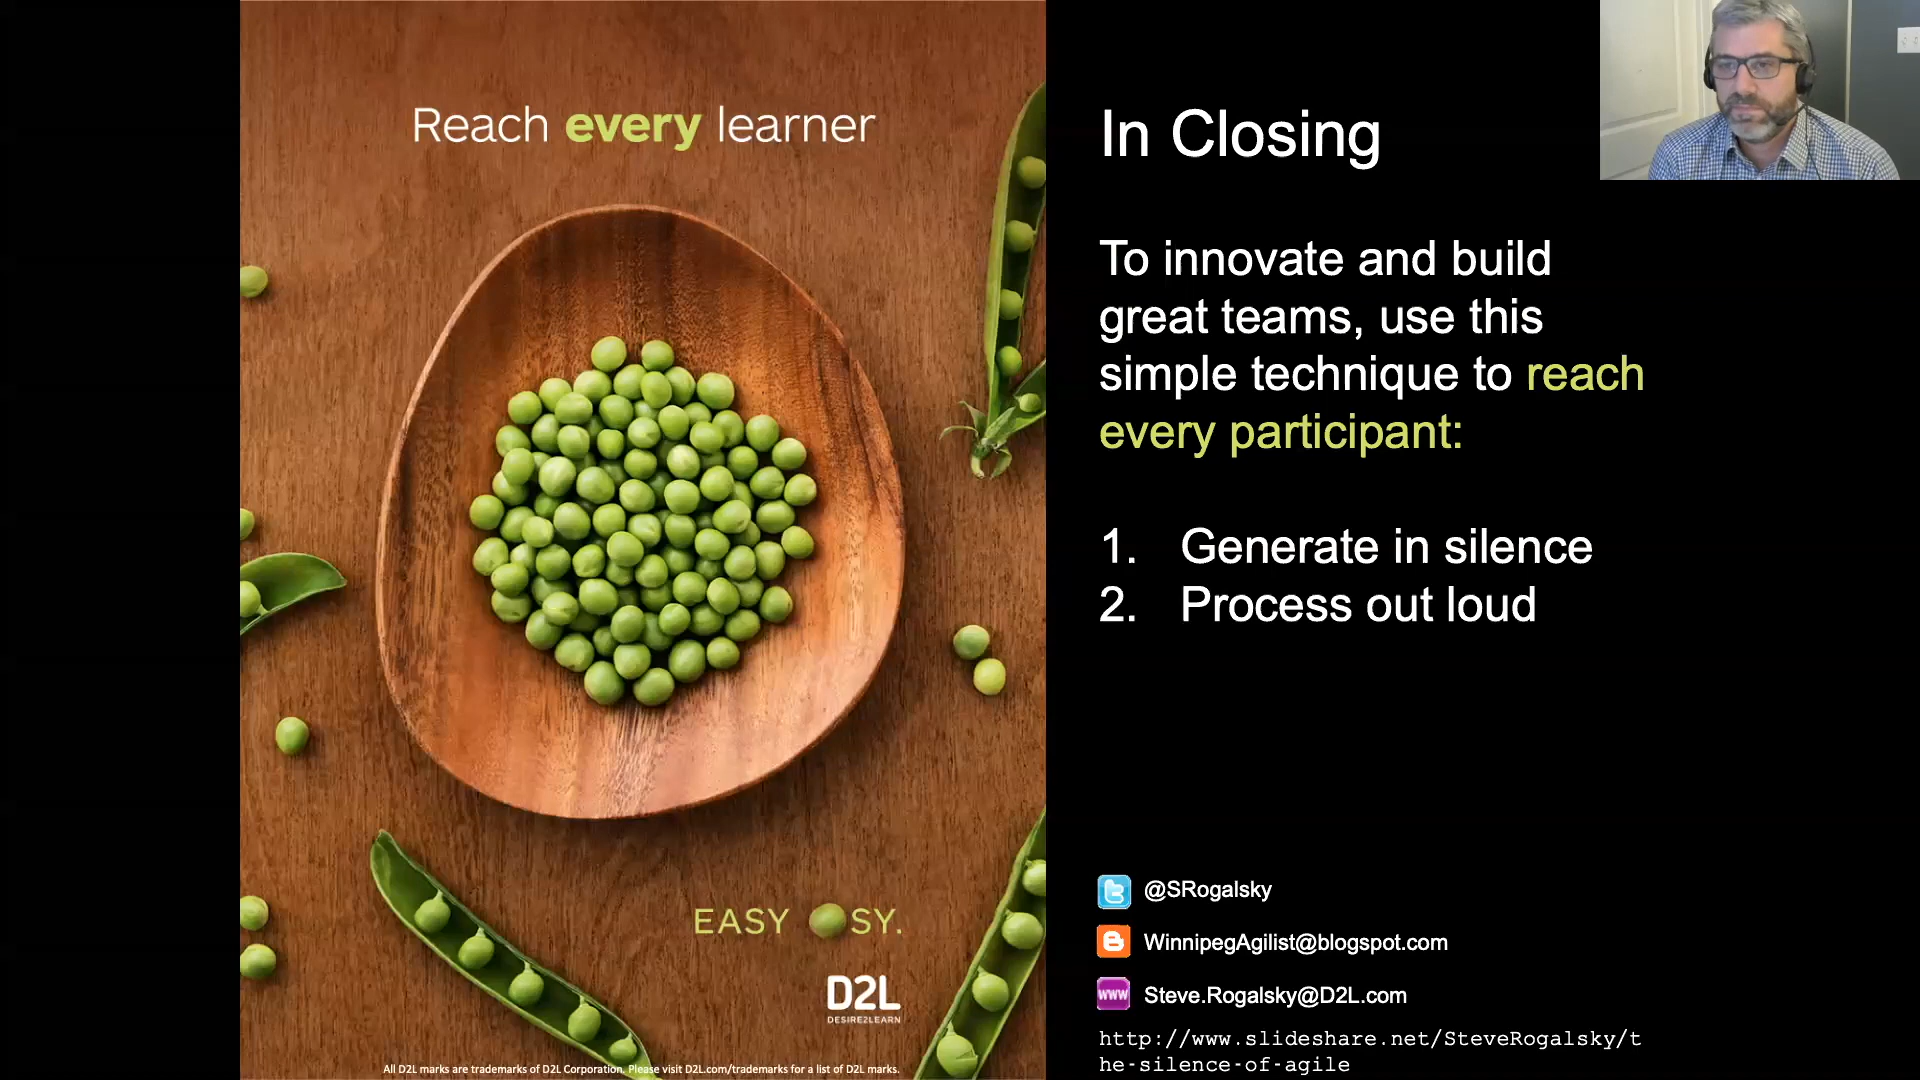 Reach every learner
EASY SY.
D2L
DESIRE2LEARN
All D2L marks are trademarks of D2L Corporation. Please visit D2L.com/trademarks for a list of D2L marks.
In Closing
To innovate and build
great teams, use this
simple technique to reach
every participant:
1. Generate in silence
2. Process out loud
@SRogalsky
WinnipegAgilist@blogspot.com
www Steve.Rogalsky@D2L.com
http://www.slideshare.net/SteveRogalsky/t
he-silence-of-agile